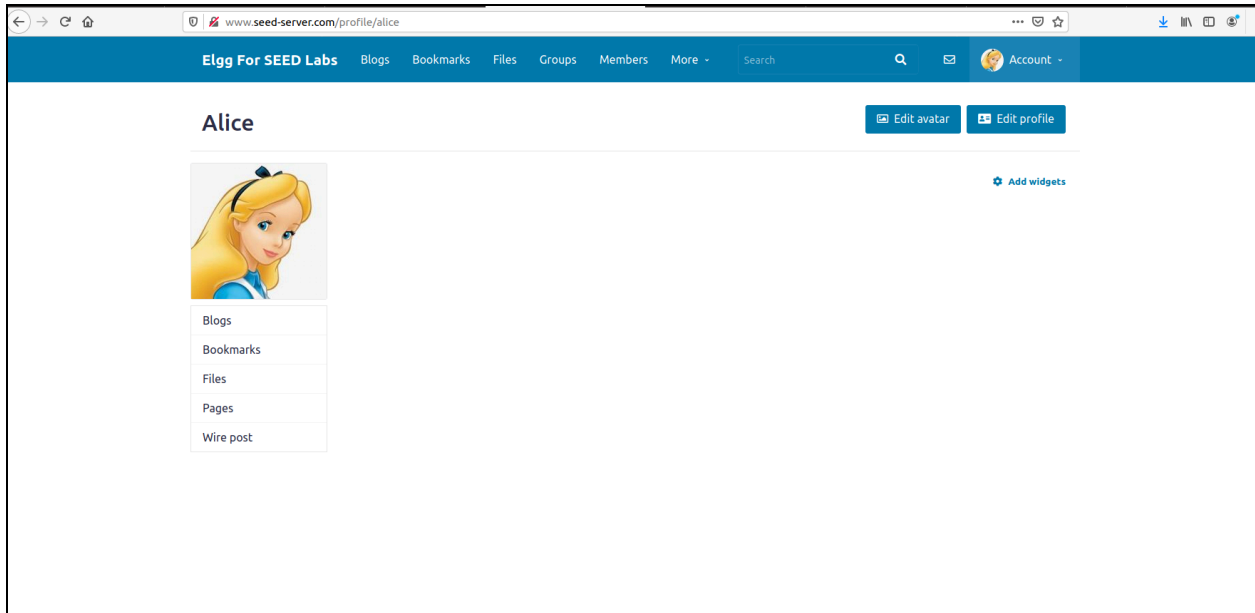 www.seed-server.com/profile/alice
Elgg For SEED Labs Blogs Bookmarks Files Groups Members More Search Account
Alice
Edit avatar Edit profile
Add widgets
Blogs
Bookmarks
Files
Pages
Wire post